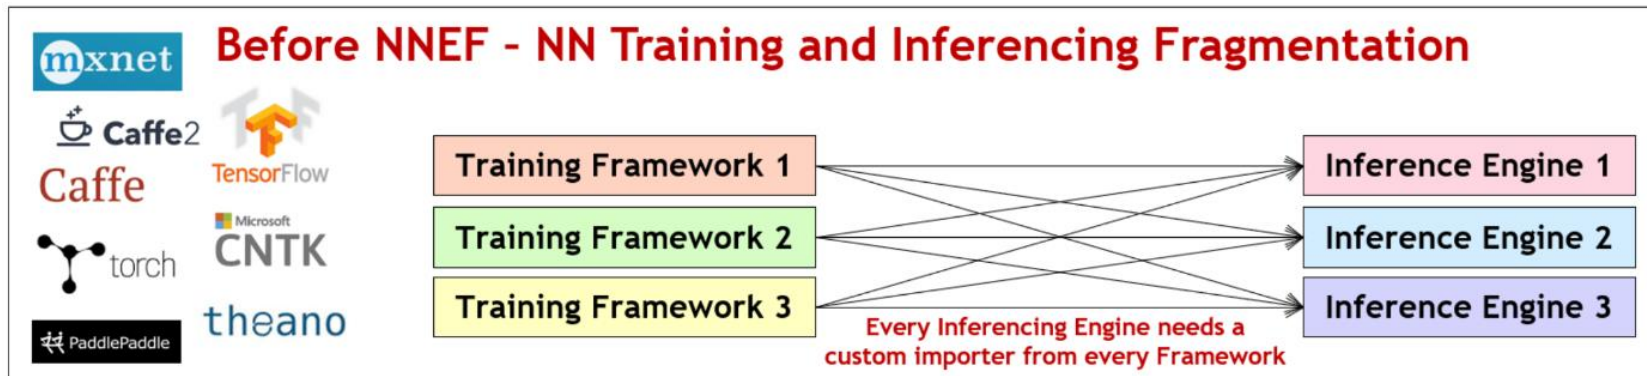 Before NNEF - NN Training and Inferencing Fragmentation
mxnet
Caffe2
TensorFlow
Caffe
Microsoft
CNTK
torch
theano
PaddlePaddle
Training Framework 1
Inference Engine 1
Training Framework 2
Inference Engine 2
Training Framework 3
Inference Engine 3
Every Inferencing Engine needs a
custom importer from every Framework